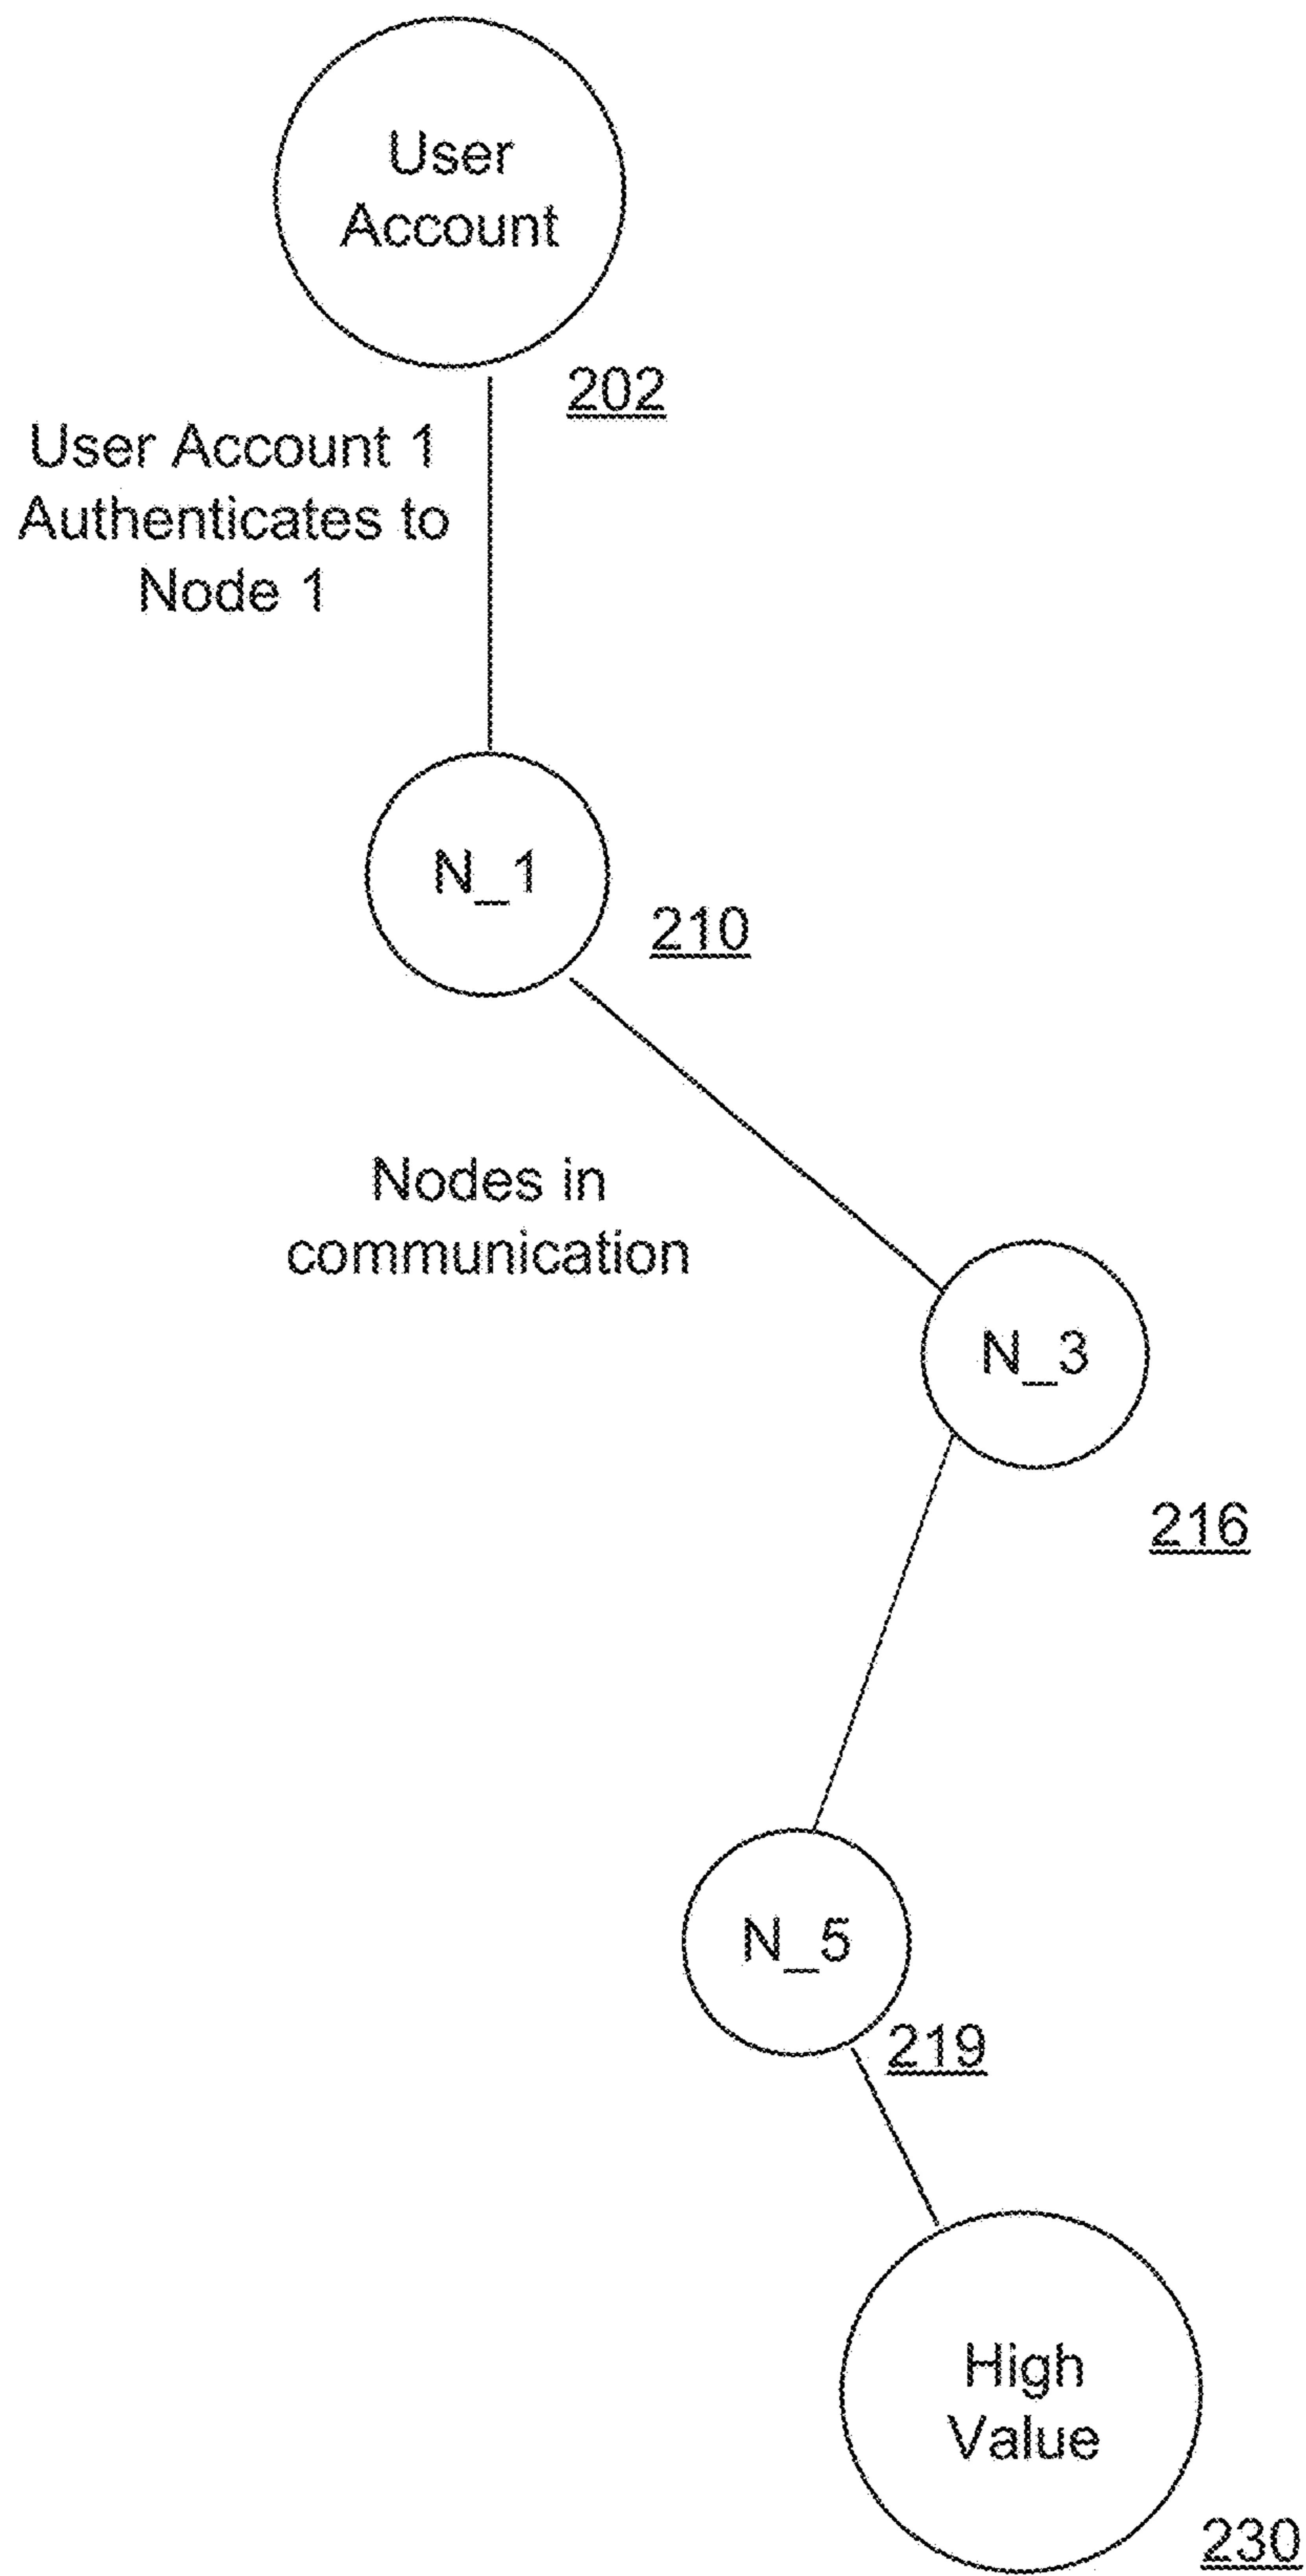 User
Account
202
User Account 1
Authenticates to
Node 1
N_1
210
Nodes in
communication
N_3
216
N_5
219
High
Value
230